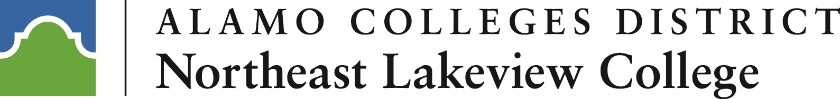 ALAMO COLLEGES DISTRICT
Northeast Lakeview College